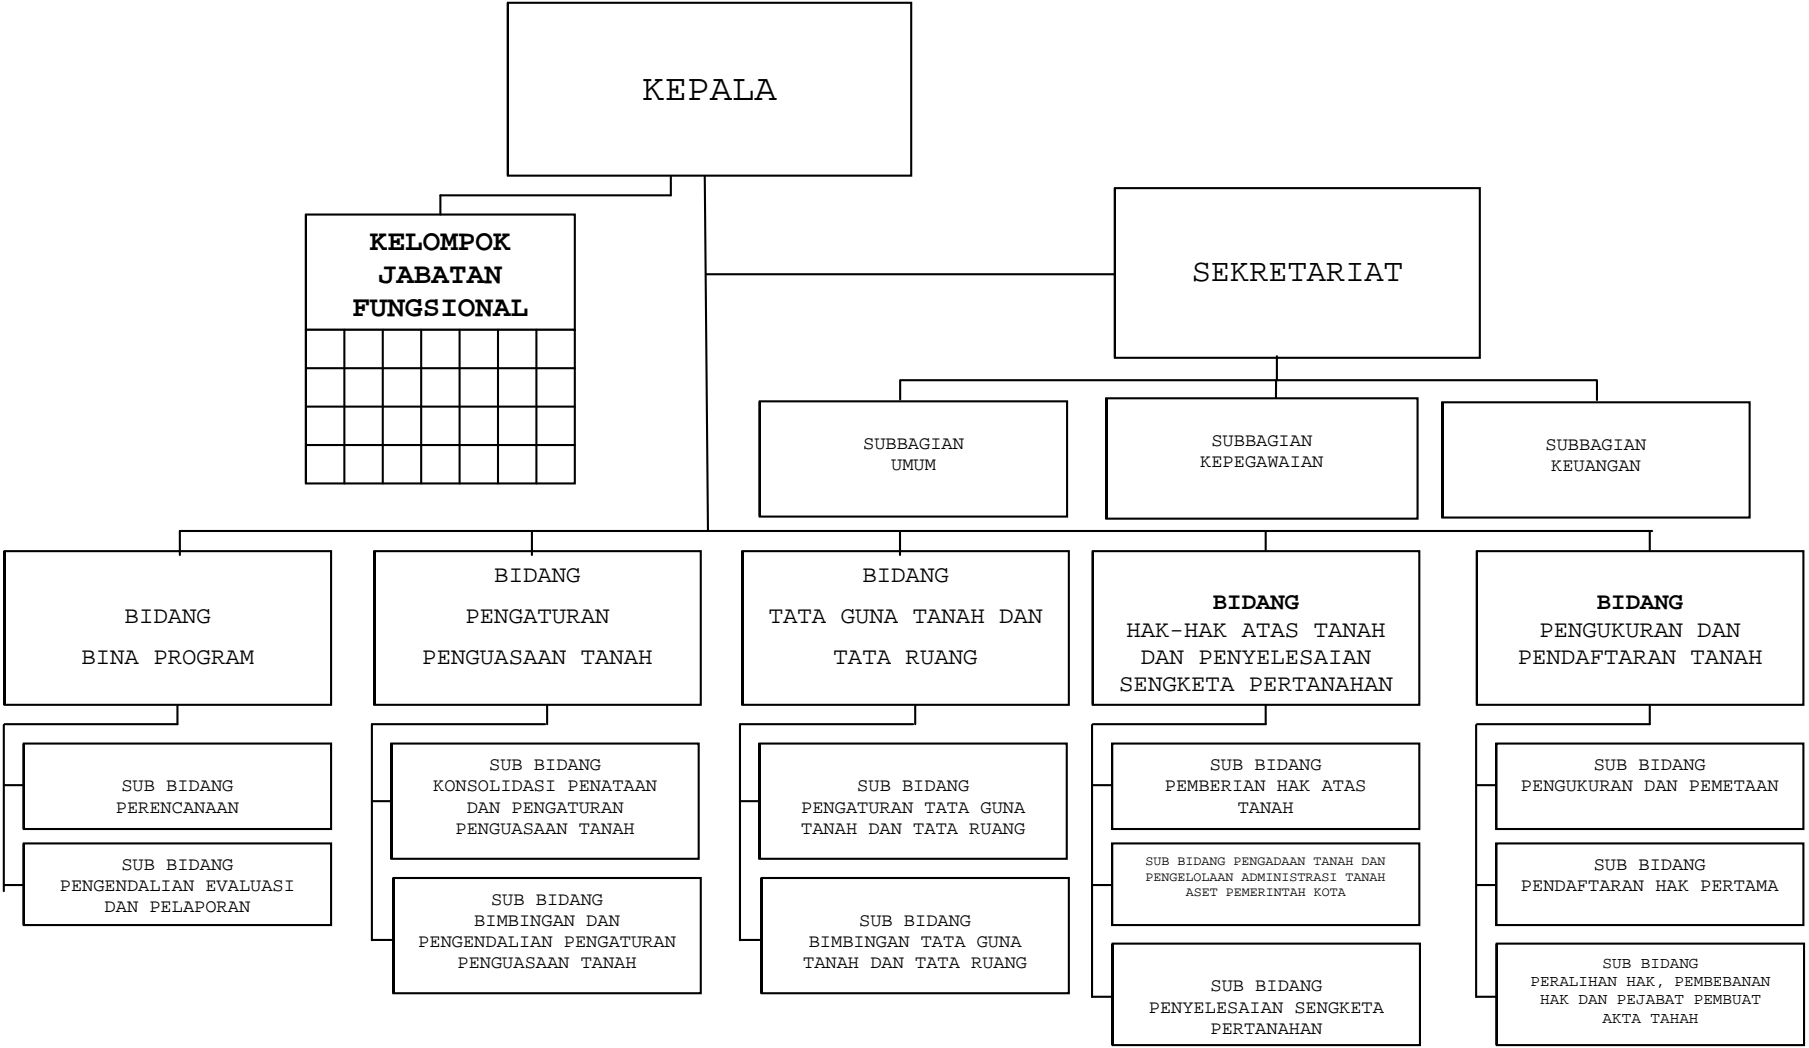 KEPALA
KELOMPOK
JABATAN
FUNGSIONAL
SEKRETARIAT
SUBBAGIAN
UMUM
SUBBAGIAN
KEPEGAWAIAN
SUBBAGIAN
KEUANGAN
BIDANG
BINA PROGRAM
BIDANG
PENGATURAN
PENGUASAAN TANAH
BIDANG
TATA GUNA TANAH DAN
TATA RUANG
BIDANG
HAK-HAK ATAS TANAH
DAN PENYELESAIAN
SENGKETA PERTANAHAN
BIDANG
PENGUKURAN DAN
PENDAFTARAN TANAH
SUB BIDANG
PERENCANAAN
SUB BIDANG
PENGENDALIAN EVALUASI
DAN PELAPORAN
SUB BIDANG
KONSOLIDASI PENATAAN
DAN PENGATURAN
PENGUASAAN TANAH
SUB BIDANG
BIMBINGAN DAN
PENGENDALIAN PENGATURAN
PENGUASAAN TANAH
SUB BIDANG
PENGATURAN TATA GUNA
TANAH DAN TATA RUANG
SUB BIDANG
BIMBINGAN TATA GUNA
TANAH DAN TATA RUANG
SUB BIDANG
PEMBERIAN HAK ATAS
TANAH
SUB BIDANG PENGADAAN TANAH DAN
PENGELOLAAN ADMINISTRASI TANAH
ASET PEMERINTAH KOTA
SUB BIDANG
PENYELESAIAN SENGKETA
PERTANAHAN
SUB BIDANG
PENGUKURAN DAN PEMETAAN
SUB BIDANG
PENDAFTARAN HAK PERTAMA
SUB BIDANG
PERALIHAN HAK, PEMBEBANAN
HAK DAN PEJABAT PEMBUAT
AKTA TAHAH